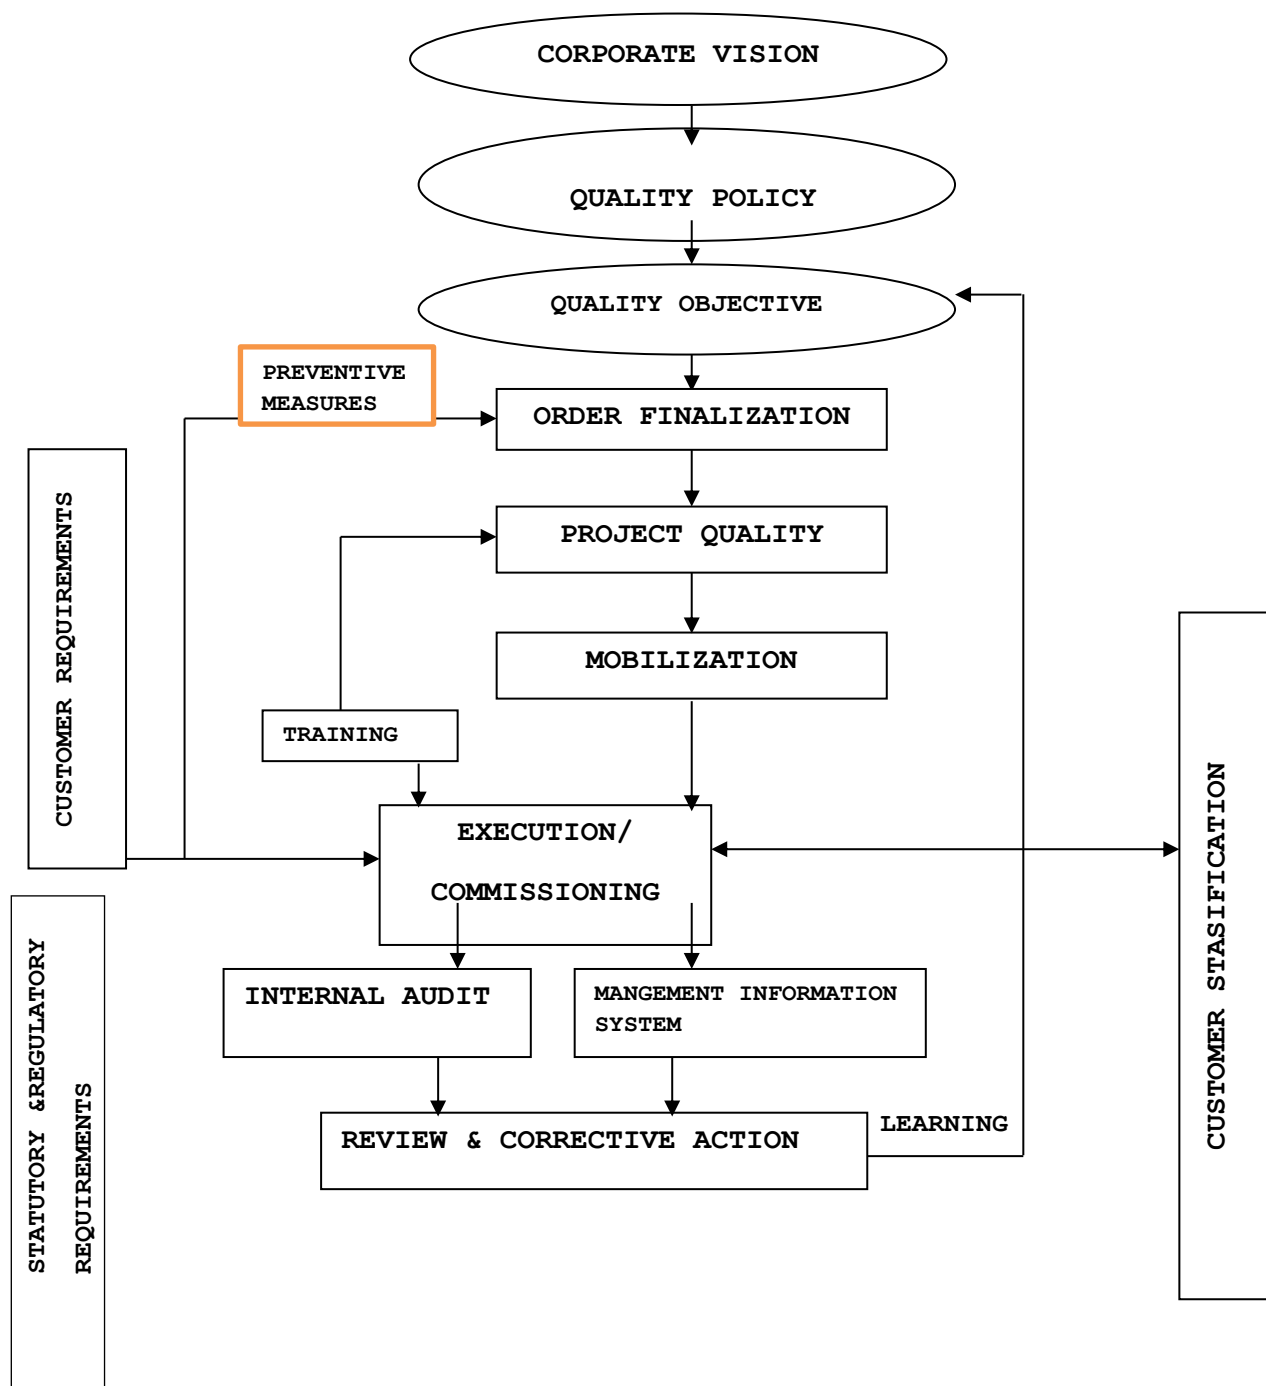 CORPORATE VISION
QUALITY POLICY
QUALITY OBJECTIVE
PREVENTIVE
MEASURES
ORDER FINALIZATION
CUSTOMER REQUIREMENTS
PROJECT QUALITY
MOBILIZATION
TRAINING
EXECUTION/
COMMISSIONING
CUSTOMER STASIFICATION
STATUTORY &REGULATORY
REQUIREMENTS
INTERNAL AUDIT
MANGEMENT INFORMATION
SYSTEM
REVIEW & CORRECTIVE ACTION
LEARNING